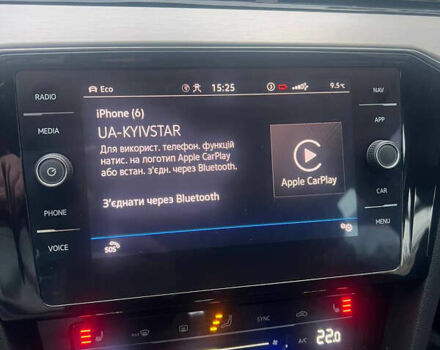 RADIO
MEDIA
PHONE
VOICE
Eco
15:25
9.5°C
iPhone (6)
UA-KYIVSTAR
Для використ. телефон. функцій
натис. на логотип Apple CarPlay
або встан. з’єдн. через Bluetooth.
З’єднати через Bluetooth
Apple CarPlay
SOS
NAV
APP
CAR
MENU
SYNC
A/C
22.0